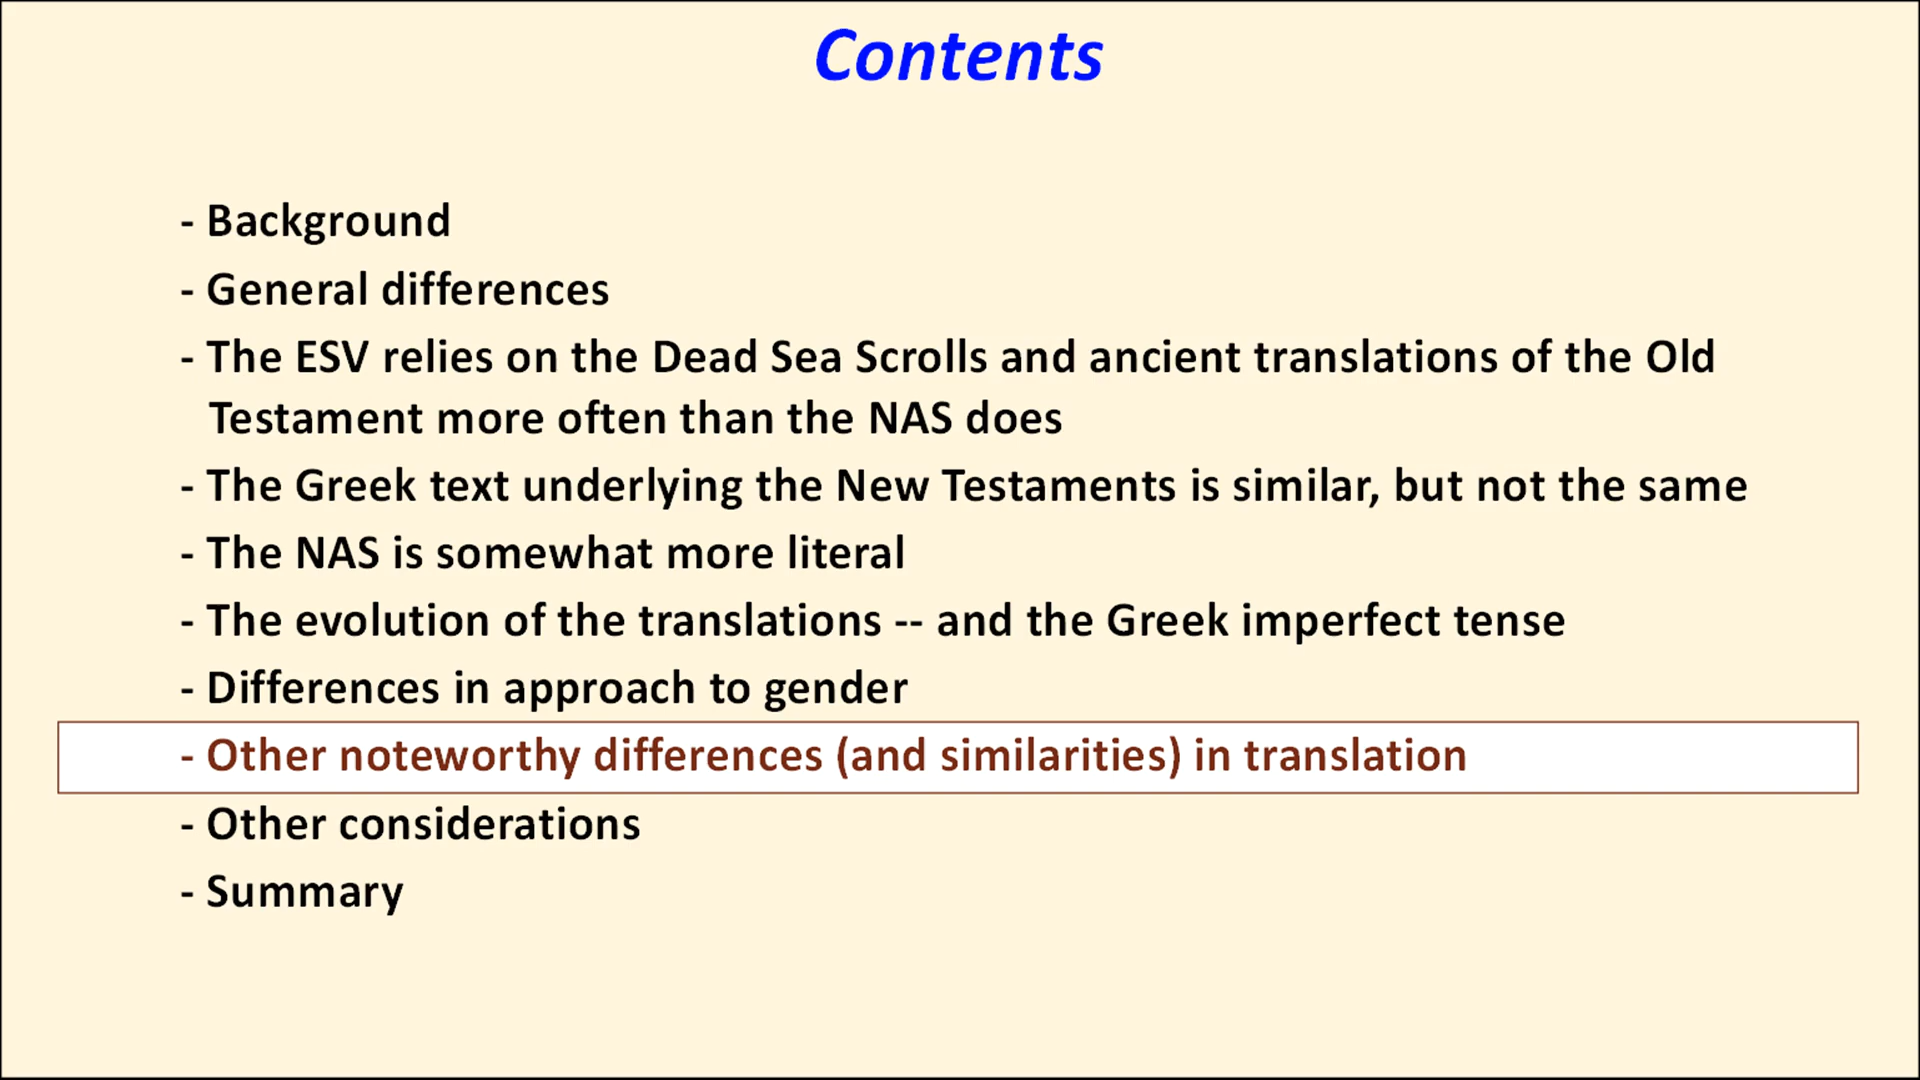 Contents
- Background
- General differences
- The ESV relies on the Dead Sea Scrolls and ancient translations of the Old
Testament more often than the NAS does
- The Greek text underlying the New Testaments is similar, but not the same
- The NAS is somewhat more literal
- The evolution of the translations -- and the Greek imperfect tense
- Differences in approach to gender
- Other noteworthy differences (and similarities) in translation
- Other considerations
- Summary